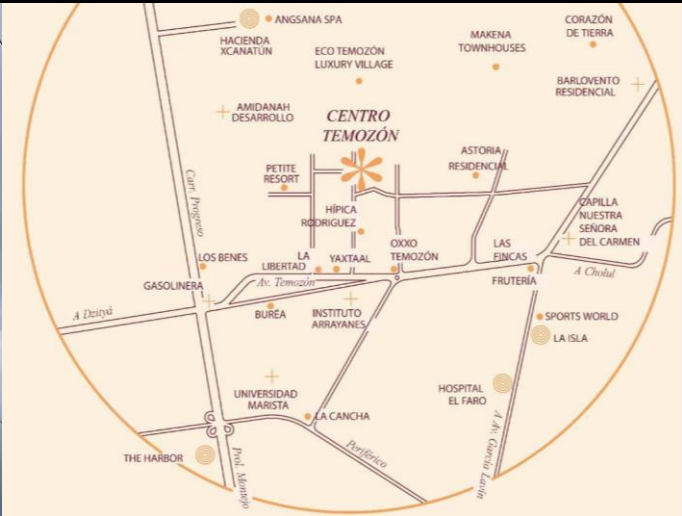 ANGSANA SPA
HACIENDA
XCANATÚN
ECO TEMOZÓN
LUXURY VILLAGE
MAKENA
TOWNHOUSES
CORAZÓN
DE TIERRA
BARLOVENTO
RESIDENCIAL
AMIDANAH
DESARROLLO
CENTRO
TEMOZÓN
ASTORIA
RESIDENCIAL
PETITE
RESORT
Carr. Progreso
HÍPICA
RODRIGUEZ
CAPILLA
NUESTRA
SEÑORA
DEL CARMEN
LOS BENES
LA
LIBERTAD
YAXTAAL
OXXO
TEMOZÓN
LAS
FINCAS
FRUTERÍA
A Cholul
GASOLINERA
Av. Temozón
A Dzityá
BURÉA
INSTITUTO
ARRAYANES
SPORTS WORLD
LA ISLA
UNIVERSIDAD
MARISTA
HOSPITAL
EL FARO
LA CANCHA
THE HARBOR
Prol. Montejo
Periférico
A Av. García Lavín